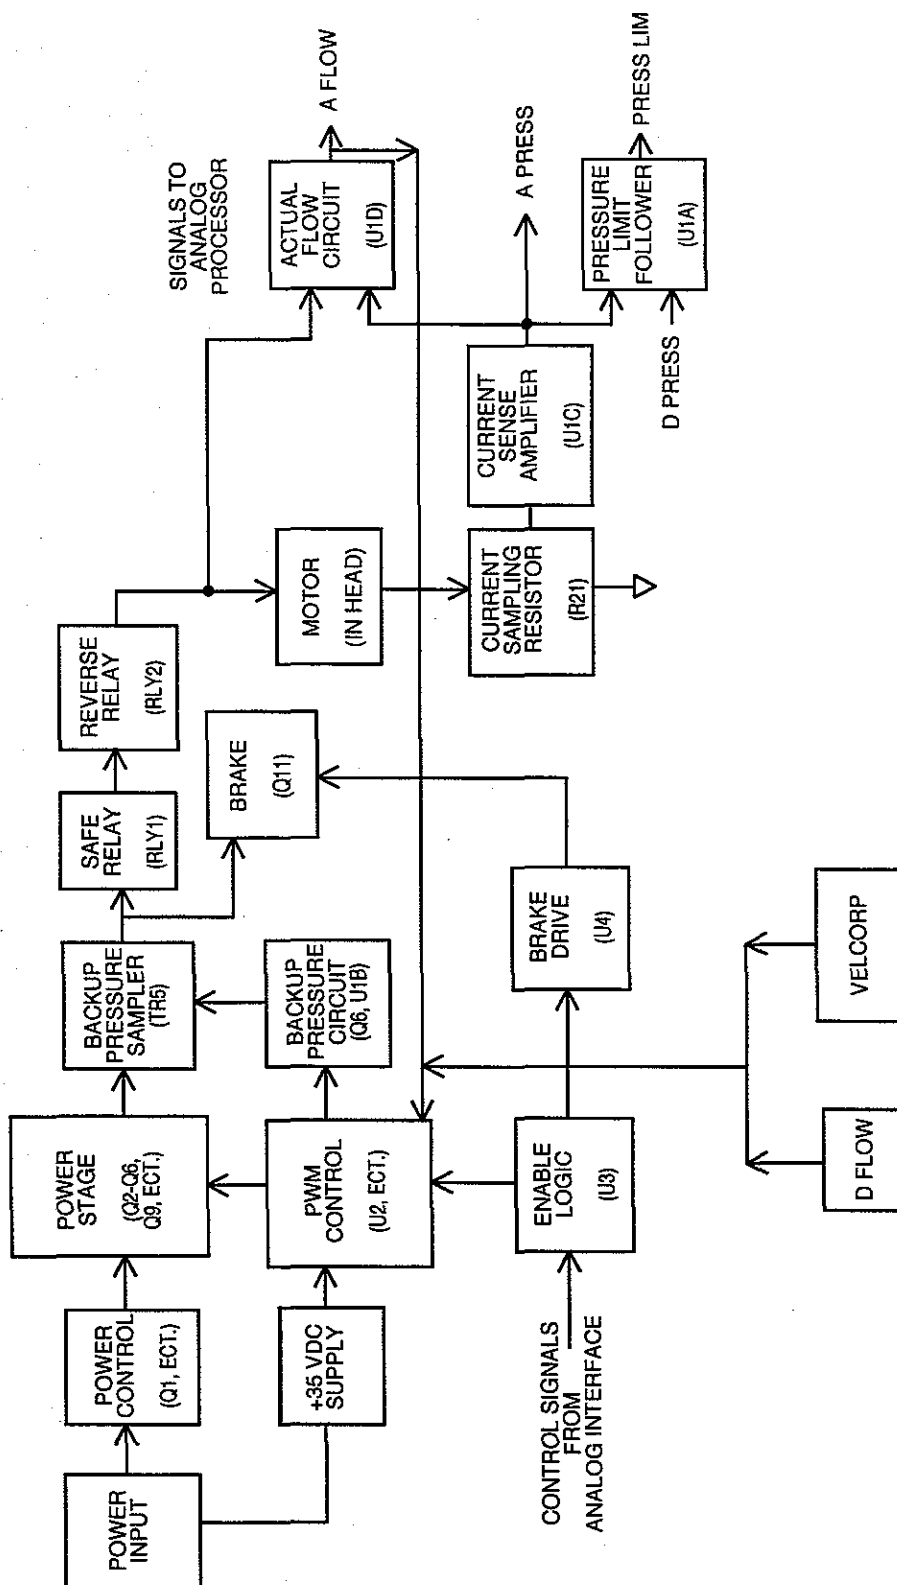 POWER
INPUT
POWER
CONTROL
(Q1, ECT.)
POWER
STAGE
(Q2-Q6,
Q9, ECT.)
BACKUP
PRESSURE
SAMPLER
(TR5)
SAFE
RELAY
(RLY1)
REVERSE
RELAY
(RLY2)
SIGNALS TO
ANALOG
PROCESSOR
+35 VDC
SUPPLY
PWM
CONTROL
(U2, ECT.)
BACKUP
PRESSURE
CIRCUIT
(Q6, U1B)
BRAKE
(Q11)
MOTOR
(IN HEAD)
ACTUAL
FLOW
CIRCUIT
(U1D)
A FLOW
CONTROL SIGNALS
FROM
ANALOG INTERFACE
ENABLE
LOGIC
(U3)
BRAKE
DRIVE
(U4)
CURRENT
SAMPLING
RESISTOR
(R21)
CURRENT
SENSE
AMPLIFIER
(U1C)
A PRESS
PRESSURE
LIMIT
FOLLOWER
(U1A)
PRESS LIM
D PRESS
D FLOW
VELCORP